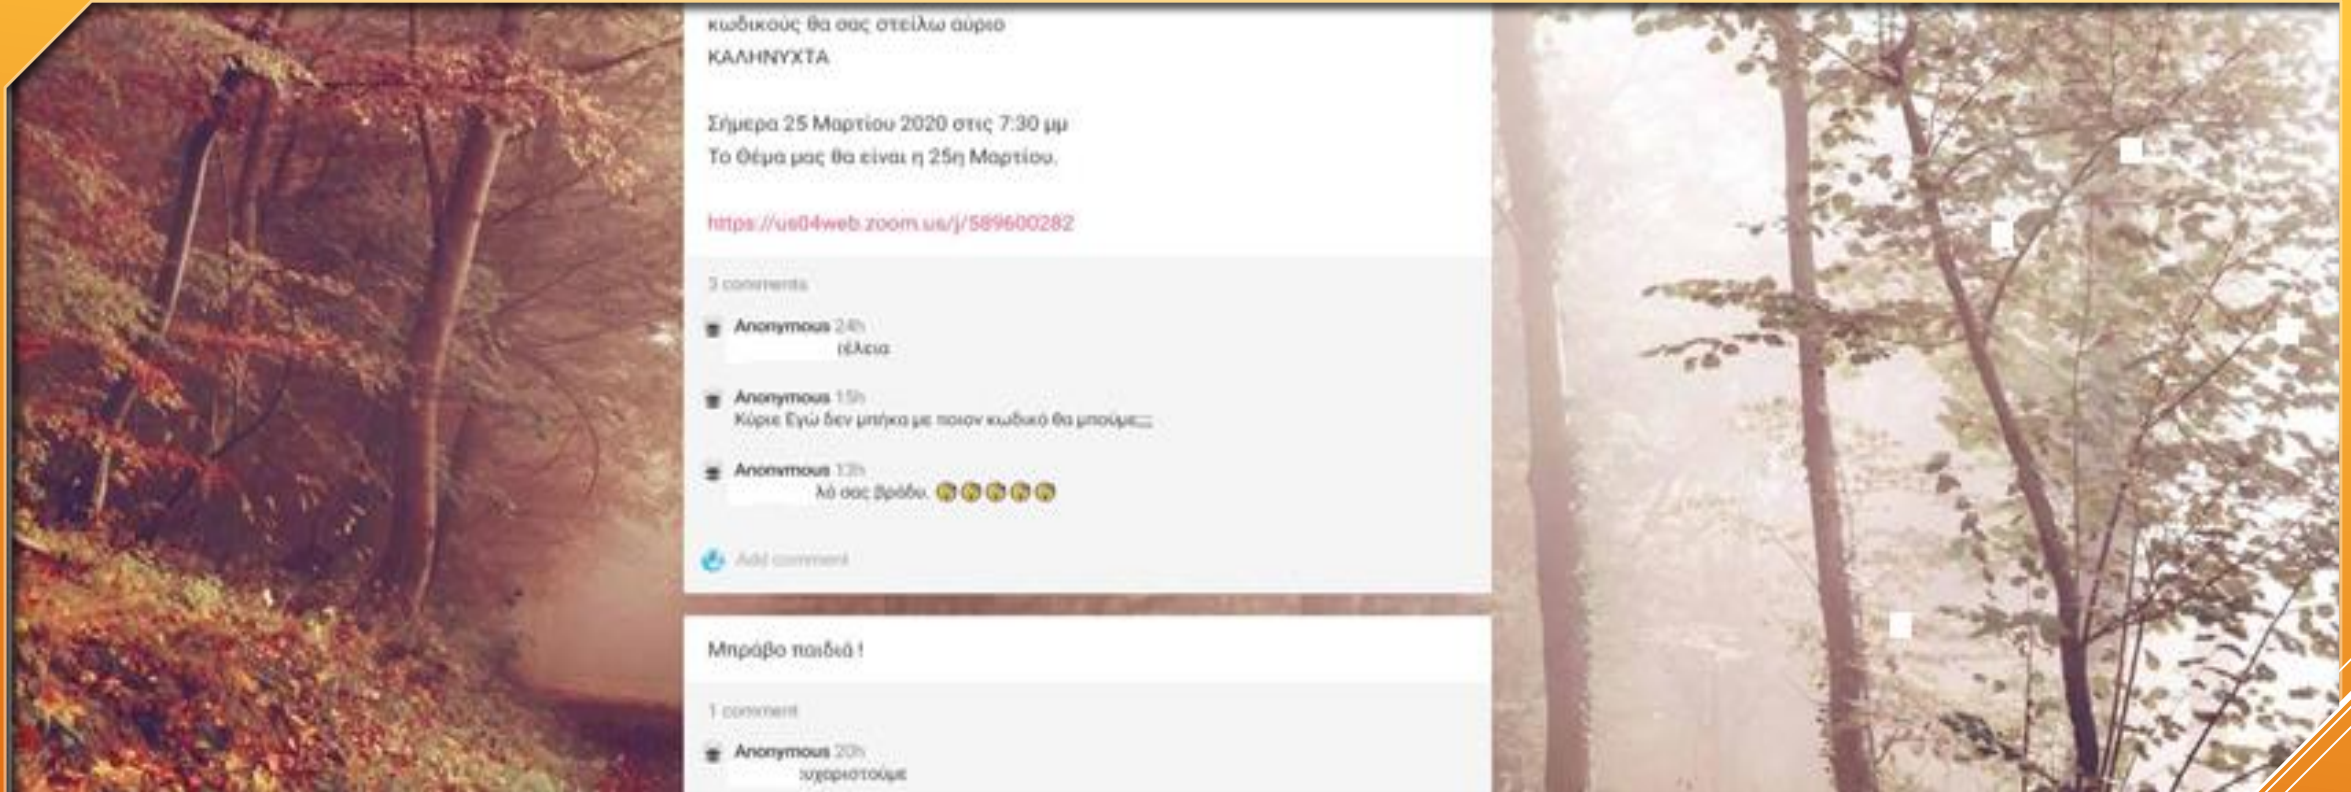 κωδικούς θα σας στείλω αύριο
ΚΑΛΗΝΥΧΤΑ
Σήμερα 25 Μαρτίου 2020 στις 7:30 μμ
Το Θέμα μας θα είναι η 25η Μαρτίου.
https://us04web.zoom.us/j/589600282
3 comments
Anonymous 24h
τέλεια
Anonymous 15h
Κύριε Εγώ δεν μπήκα με ποιον κωδικό θα μπούμε;;;;
Anonymous 13h
σας βράδυ.
Add comment
Μπράβο παιδιά !
1 comment
Anonymous 20h
υχαριστούμε